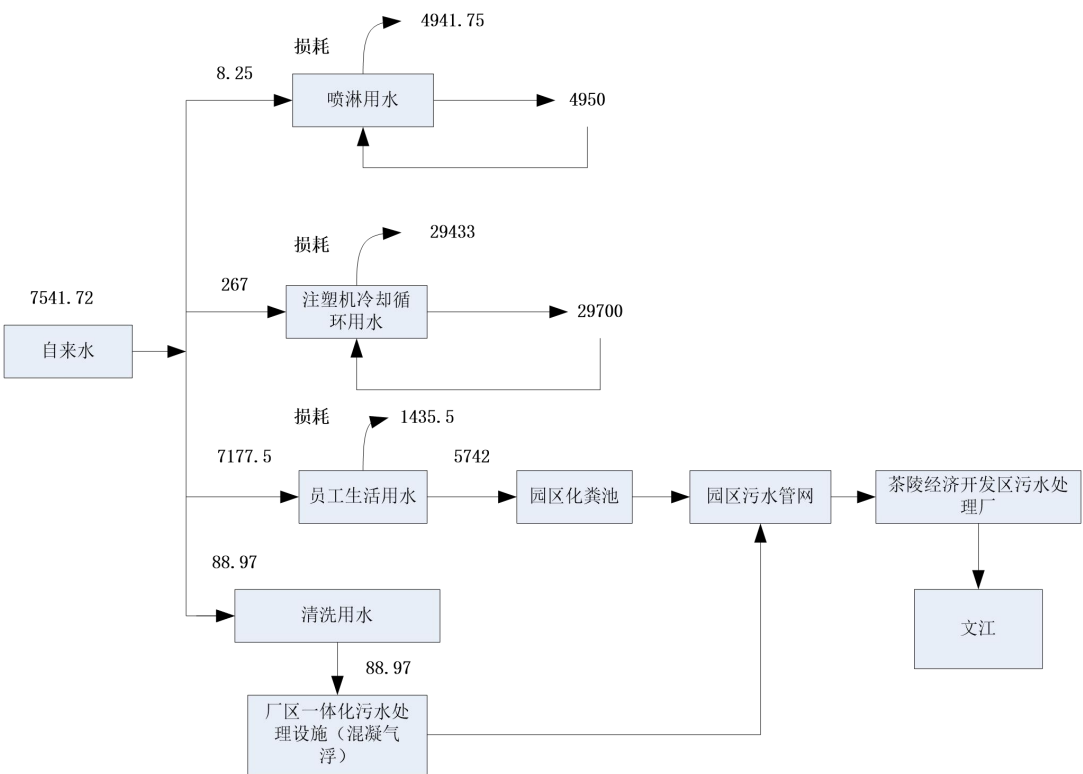 4941.75
损耗
8.25
喷淋用水
4950
损耗
29433
267
注塑机冷却循
环用水
29700
7541.72
自来水
损耗
1435.5
7177.5
员工生活用水
5742
园区化粪池
园区污水管网
茶陵经济开发区污水处
理厂
88.97
清洗用水
文江
88.97
厂区一体化污水处
理设施（混凝气
浮）